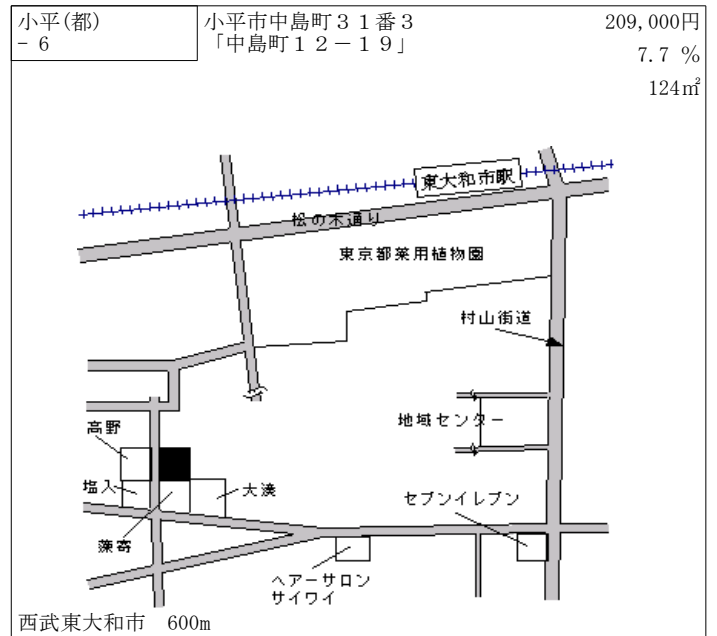 小平(都)
－6
小平市中島町３１番３
「中島町１２－１９」
209,000円
7.7 %
124㎡
東大和市駅
松の木通り
東京都薬用植物園
村山街道
地域センター
高野
塩入
大湊
藻寄
セブンイレブン
ヘアーサロン
サイワイ
西武東大和市　600m